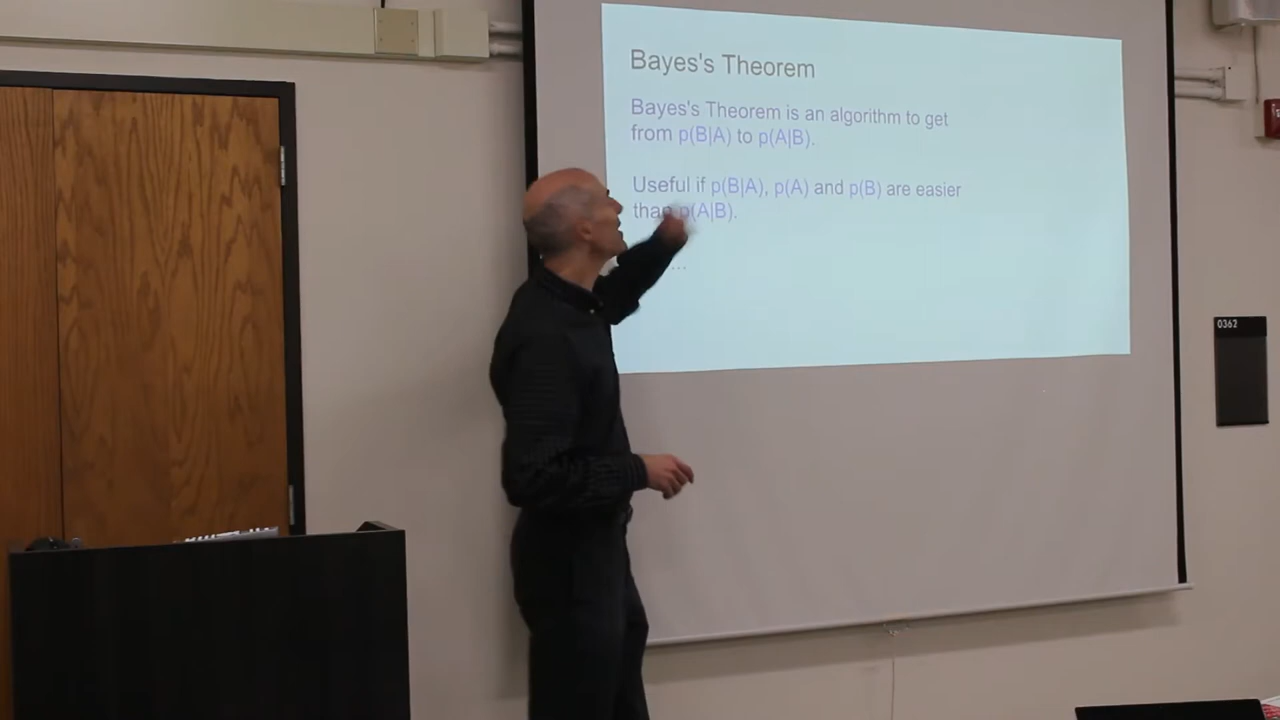 Bayes's Theorem
Bayes's Theorem is an algorithm to get
from p(B|A) to p(A|B).
Useful if p(B|A), p(A) and p(B) are easier
than p(A|B).
...
0362